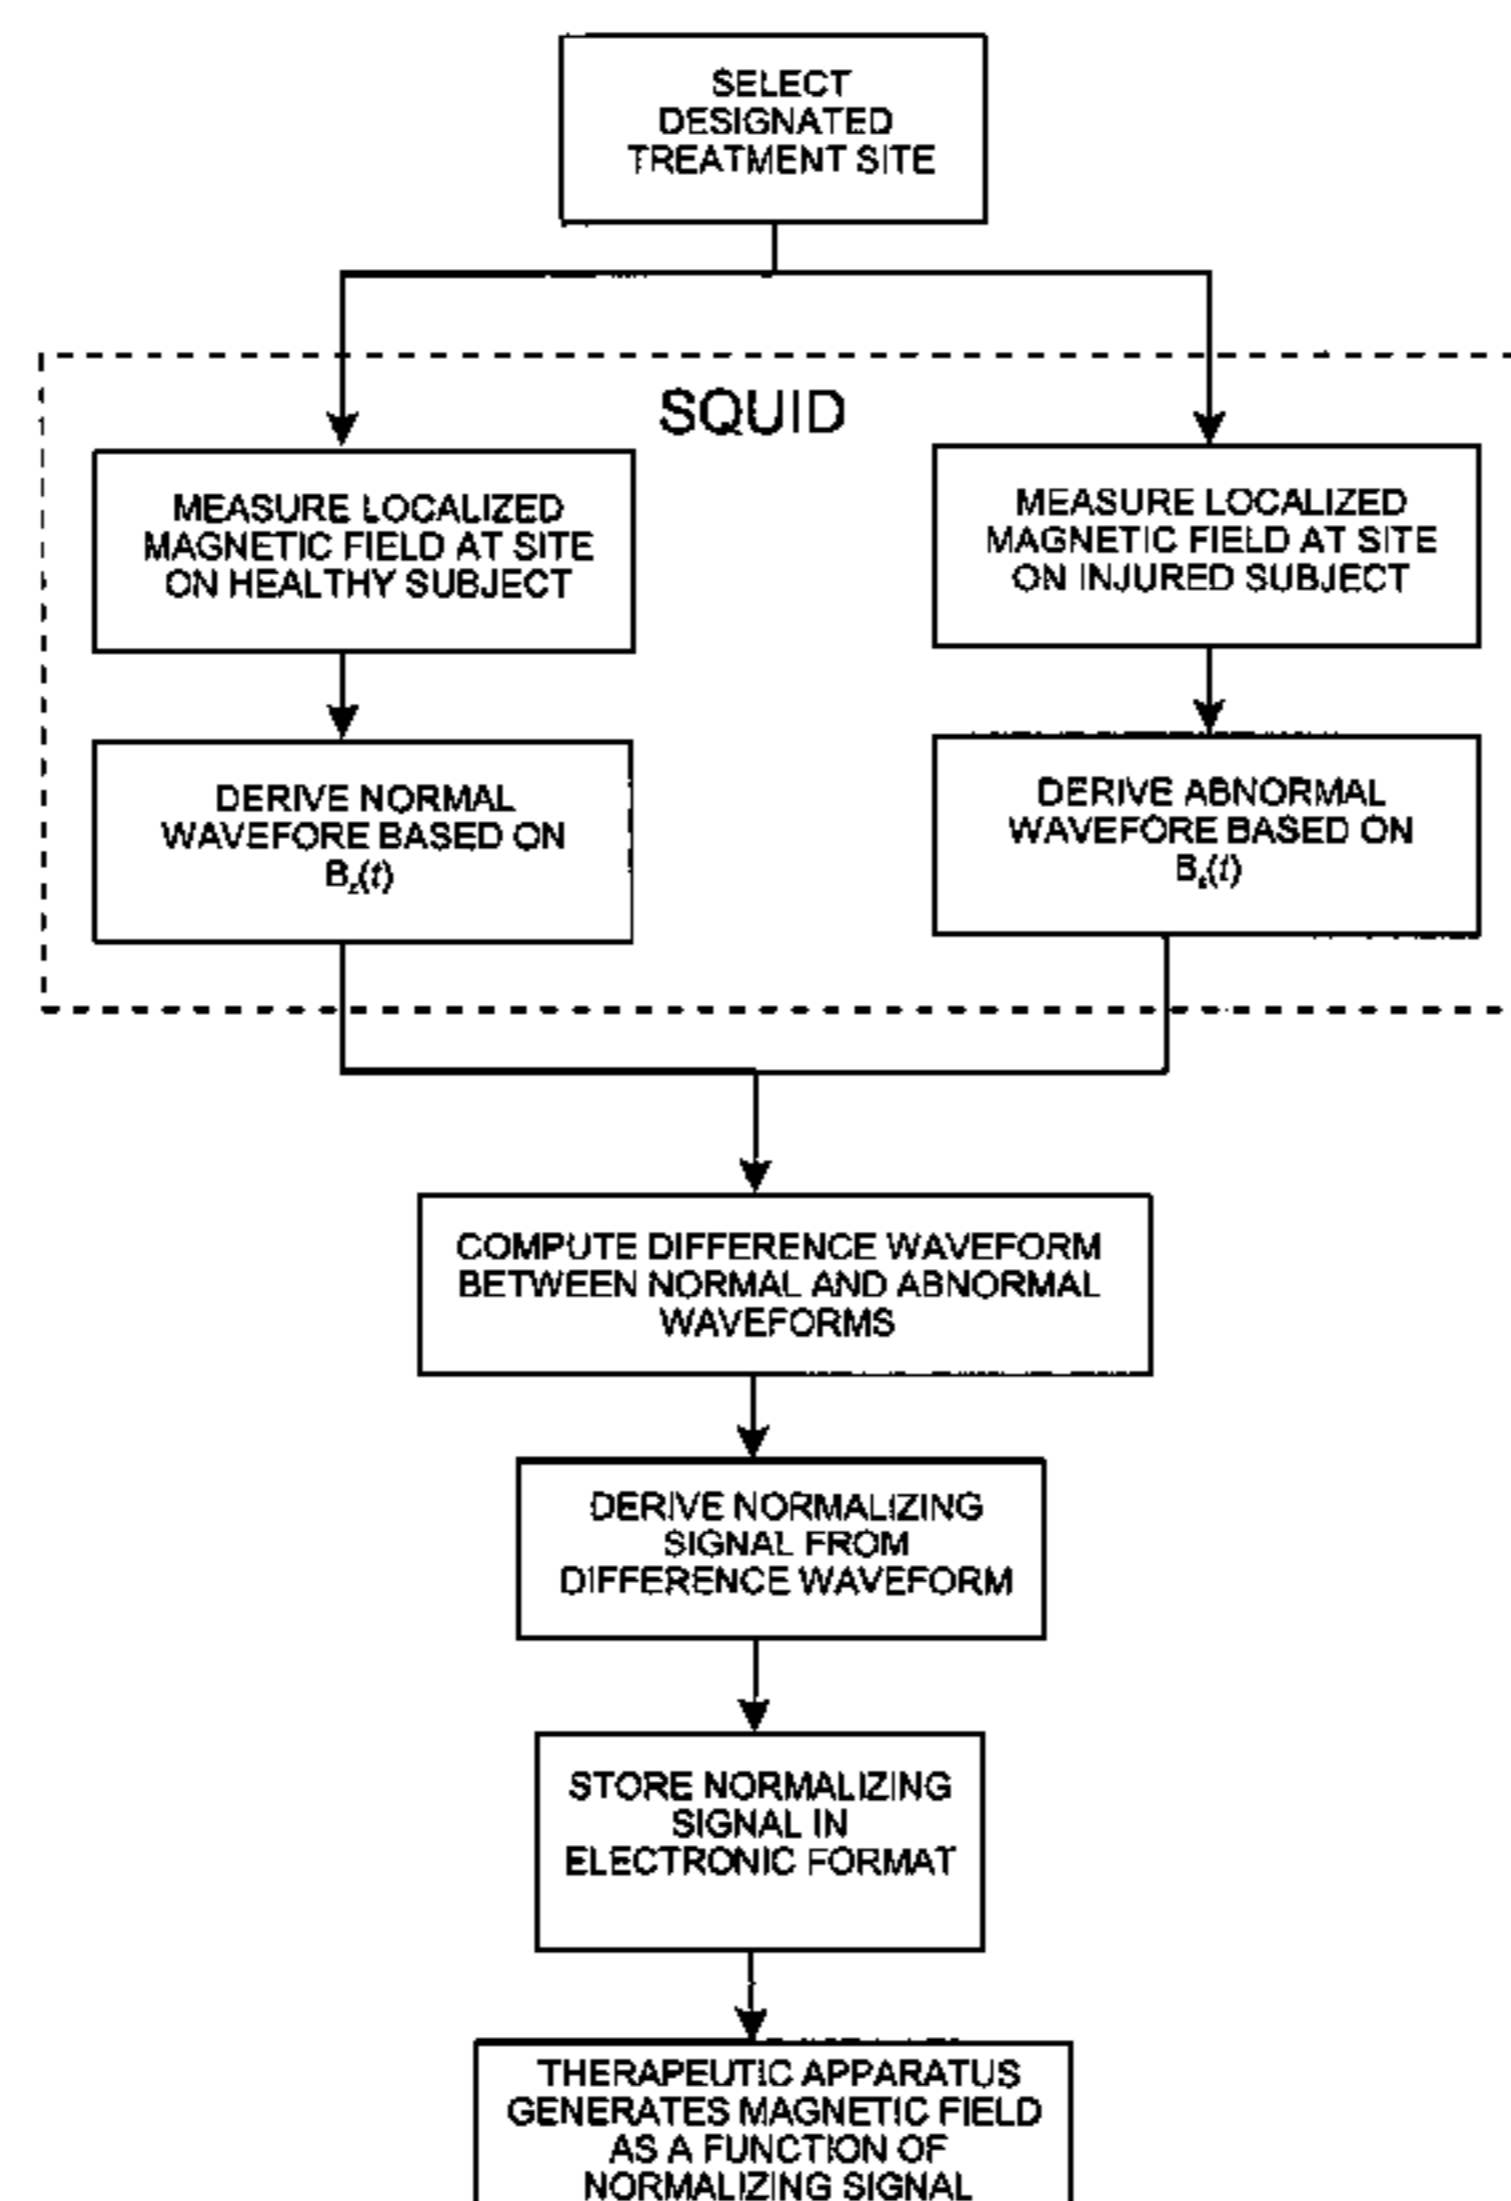 SELECT
DESIGNATED
TREATMENT SITE
SQUID
MEASURE LOCALIZED
MAGNETIC FIELD AT SITE
ON HEALTHY SUBJECT
MEASURE LOCALIZED
MAGNETIC FIELD AT SITE
ON INJURED SUBJECT
DERIVE NORMAL
WAVEFORE BASED ON
B_z(t)
DERIVE ABNORMAL
WAVEFORE BASED ON
B_z(t)
COMPUTE DIFFERENCE WAVEFORM
BETWEEN NORMAL AND ABNORMAL
WAVEFORMS
DERIVE NORMALIZING
SIGNAL FROM
DIFFERENCE WAVEFORM
STORE NORMALIZING
SIGNAL IN
ELECTRONIC FORMAT
THERAPEUTIC APPARATUS
GENERATES MAGNETIC FIELD
AS A FUNCTION OF
NORMALIZING SIGNAL